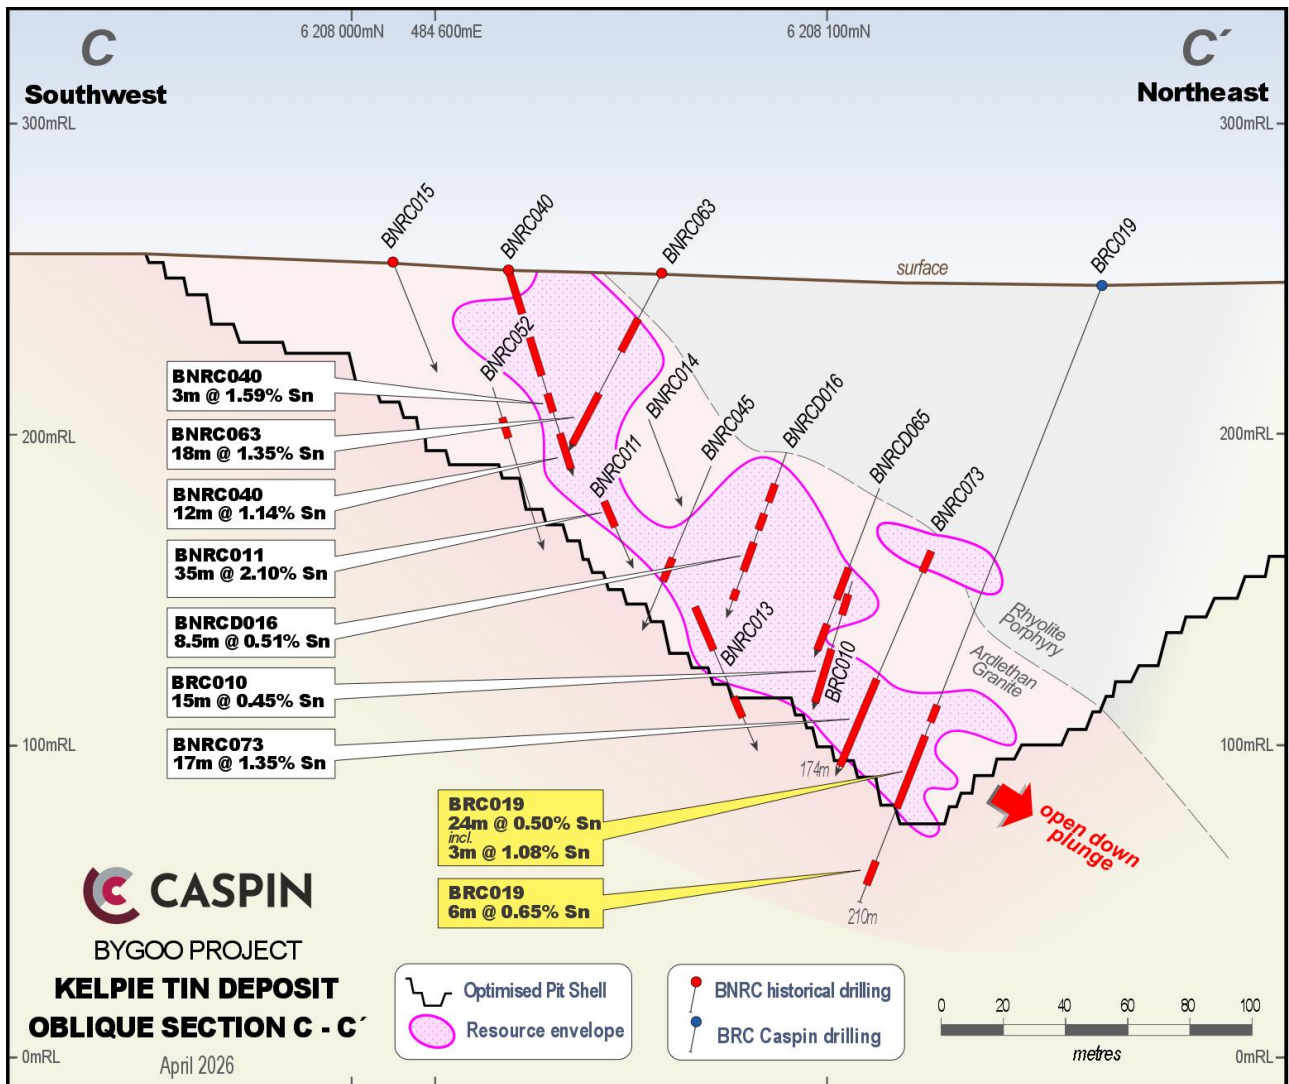 6 208 000mN
484 600mE
6 208 100mN
C
C´
Southwest
Northeast
300mRL
300mRL
BNRC015
BNRC040
BNRC063
BRC019
surface
BNRC052
BNRC014
BNRCD016
BNRC045
BNRCD065
BNRC011
BNRC073
200mRL
200mRL
BNRC040
3m @ 1.59% Sn
BNRC063
18m @ 1.35% Sn
BNRC040
12m @ 1.14% Sn
BNRC011
35m @ 2.10% Sn
BNRCD016
8.5m @ 0.51% Sn
BRC010
15m @ 0.45% Sn
BNRC073
17m @ 1.35% Sn
BNRC013
BRC010
Rhyolite
Porphyry
Ardlethan
Granite
100mRL
100mRL
174m
BRC019
24m @ 0.50% Sn
incl.
3m @ 1.08% Sn
BRC019
6m @ 0.65% Sn
210m
open down
plunge
CASPIN
BYGOO PROJECT
KELPIE TIN DEPOSIT
OBLIQUE SECTION C - C´
April 2026
Optimised Pit Shell
Resource envelope
BNRC historical drilling
BRC Caspin drilling
0 20 40 60 80 100
metres
0mRL
0mRL